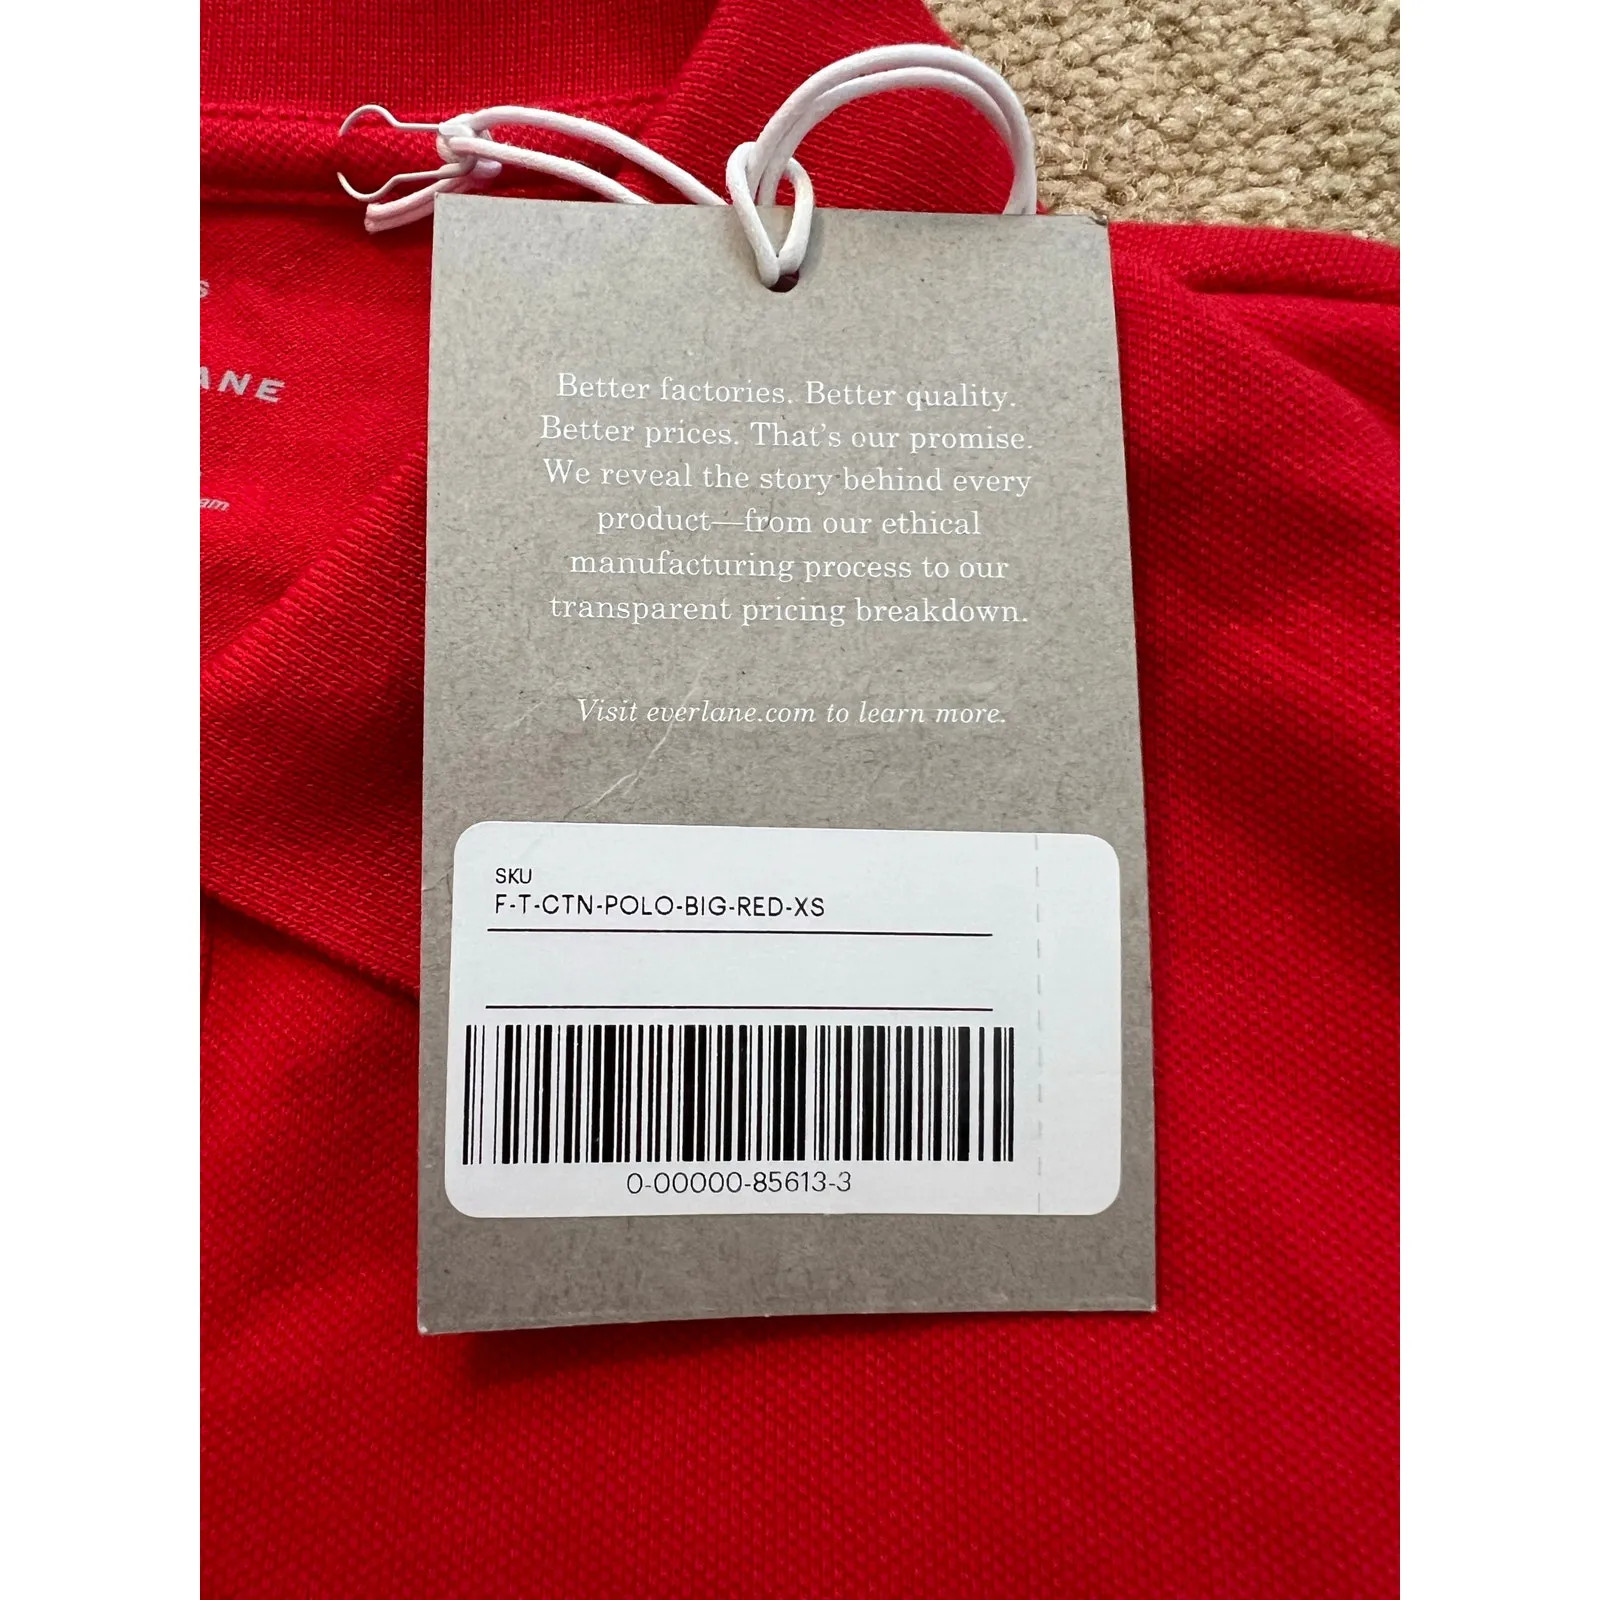 S
ANE
am
Better factories. Better quality.
Better prices. That's our promise.
We reveal the story behind every
product—from our ethical
manufacturing process to our
transparent pricing breakdown.
Visit everlane.com to learn more.
SKU
F-T-CTN-POLO-BIG-RED-XS
0-00000-85613-3